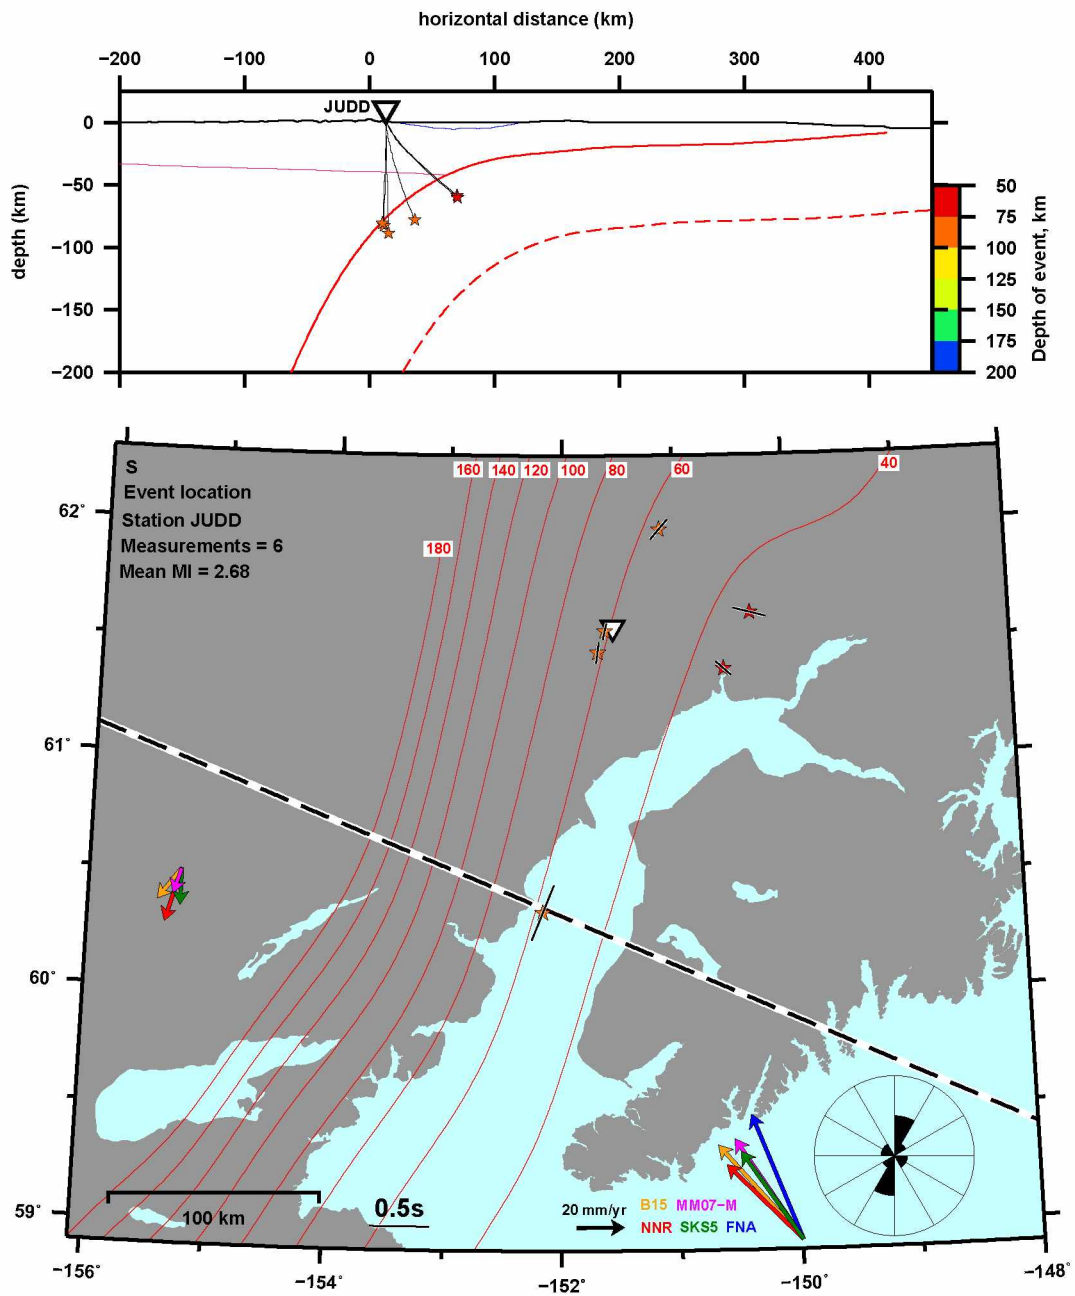 horizontal distance (km)
−200 −100 0 100 200 300 400
JUDD
0
−50
−100
−150
−200
depth (km)
50
75
100
125
150
175
200
Depth of event, km
S
Event location
Station JUDD
Measurements = 6
Mean MI = 2.68
180 160 140 120 100 80 60 40
62°
61°
60°
59°
100 km
0.5s
20 mm/yr
B15 MM07−M
NNR SKS5 FNA
−156° −154° −152° −150° −148°